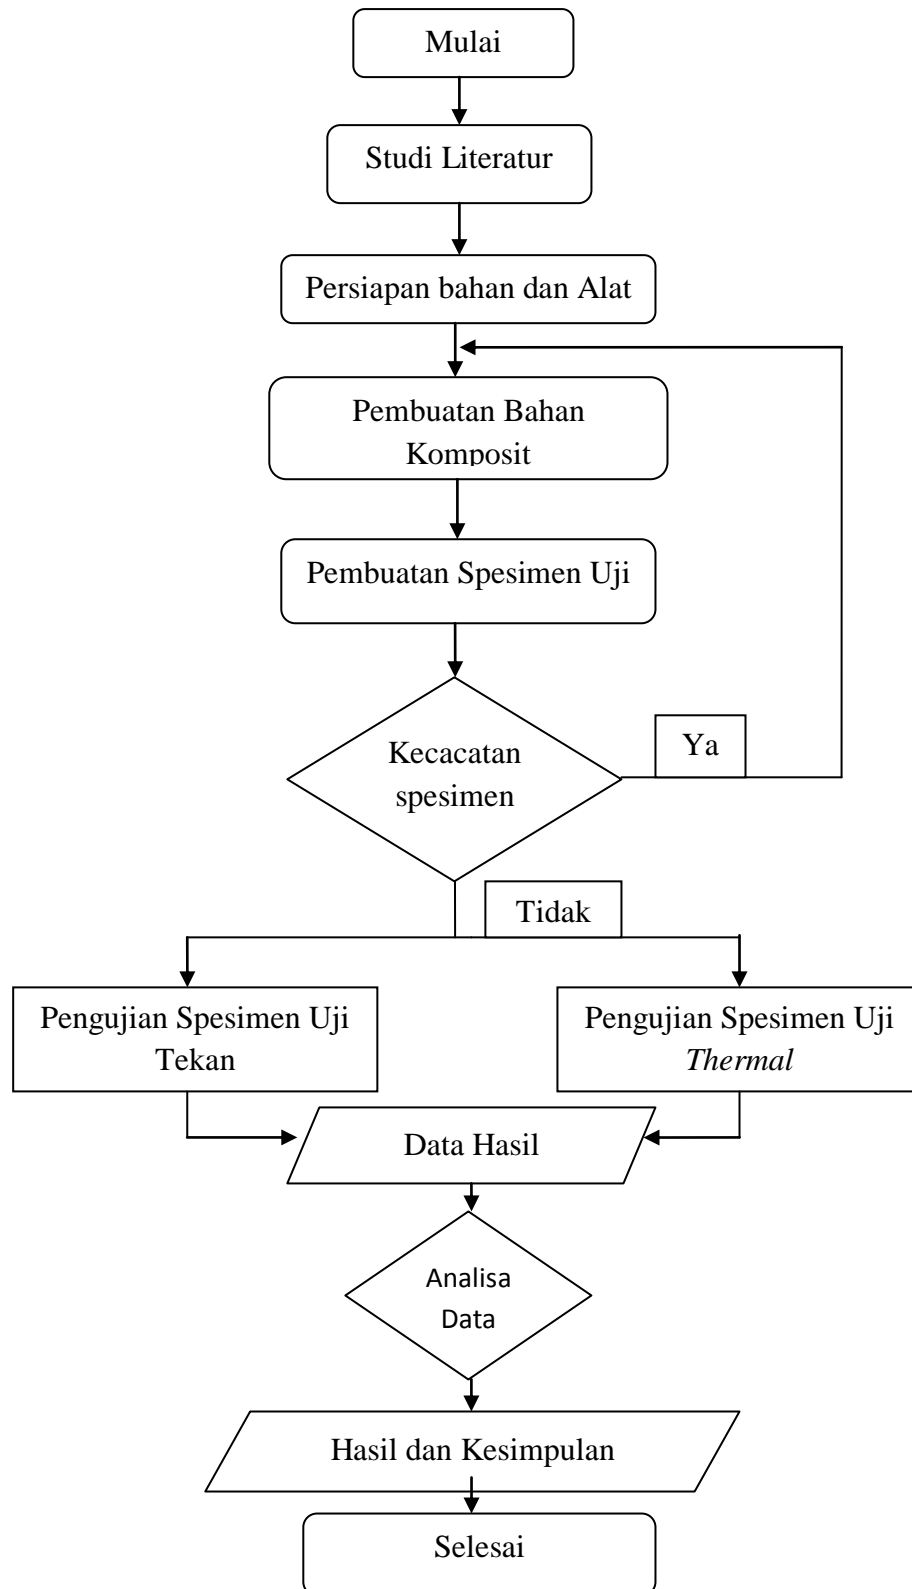 Mulai
Studi Literatur
Persiapan bahan dan Alat
Pembuatan Bahan
Komposit
Pembuatan Spesimen Uji
Kecacatan
spesimen
Ya
Tidak
Pengujian Spesimen Uji
Tekan
Pengujian Spesimen Uji
Thermal
Data Hasil
Analisa
Data
Hasil dan Kesimpulan
Selesai